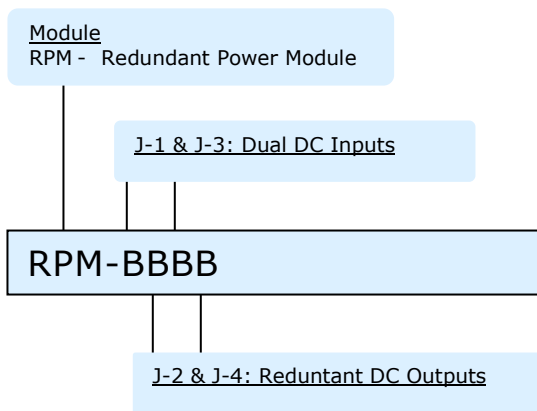 Module
RPM - Redundant Power Module
J-1 & J-3: Dual DC Inputs
RPM-BBBB
J-2 & J-4: Reduntant DC Outputs